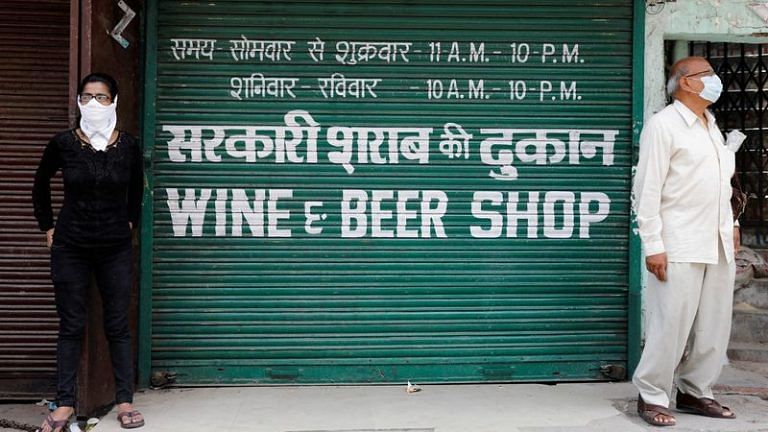 समय - सोमवार से शुक्रवार - 11 A.M. - 10 - P.M.
शनिवार - रविवार - 10 A.M. - 10 - P.M.
सरकारी शराब की दुकान
WINE & BEER SHOP